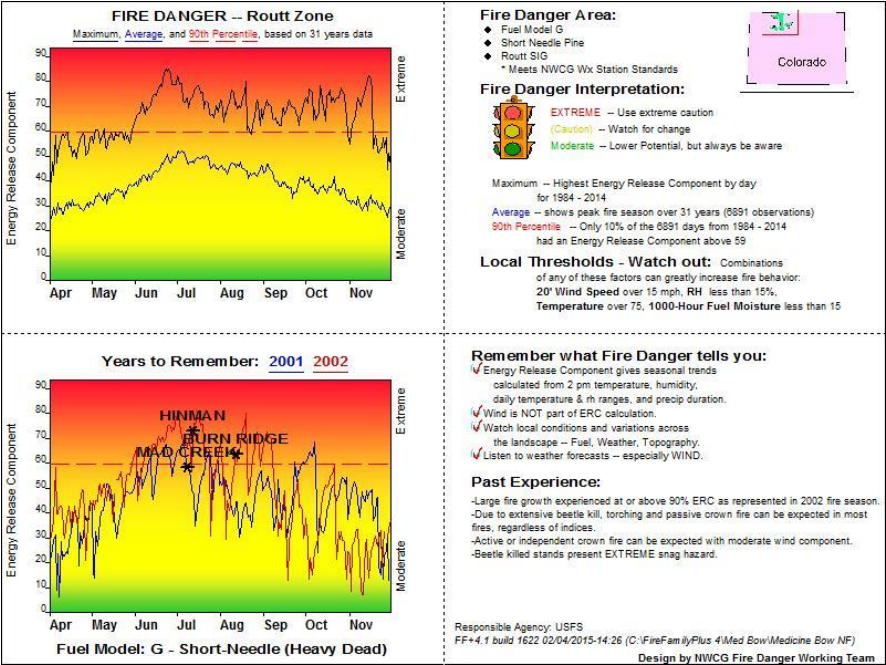 FIRE DANGER -- Routt Zone
Maximum, Average, and 90th Percentile, based on 31 years data
Energy Release Component
90
80
70
60
50
40
30
20
10
0
Extreme
Moderate
Apr May Jun Jul Aug Sep Oct Nov
Fire Danger Area:
◆ Fuel Model G
◆ Short Needle Pine
◆ Routt SIG
* Meets NWCG Wx Station Standards
Colorado
Fire Danger Interpretation:
EXTREME -- Use extreme caution
(Caution) -- Watch for change
Moderate -- Lower Potential, but always be aware
Maximum -- Highest Energy Release Component by day
for 1984 - 2014
Average -- shows peak fire season over 31 years (6891 observations)
90th Percentile -- Only 10% of the 6891 days from 1984 - 2014
had an Energy Release Component above 59
Local Thresholds - Watch out: Combinations
of any of these factors can greatly increase fire behavior:
20' Wind Speed over 15 mph, RH less than 15%,
Temperature over 75, 1000-Hour Fuel Moisture less than 15
Years to Remember: 2001 2002
Energy Release Component
90
80
70
60
50
40
30
20
10
0
Extreme
Moderate
HINMAN
BURN RIDGE
MAD CREEK
Apr May Jun Jul Aug Sep Oct Nov
Fuel Model: G - Short-Needle (Heavy Dead)
Remember what Fire Danger tells you:
Energy Release Component gives seasonal trends
calculated from 2 pm temperature, humidity,
daily temperature & rh ranges, and precip duration.
Wind is NOT part of ERC calculation.
Watch local conditions and variations across
the landscape -- Fuel, Weather, Topography.
Listen to weather forecasts -- especially WIND.
Past Experience:
-Large fire growth experienced at or above 90% ERC as represented in 2002 fire season.
-Due to extensive beetle kill, torching and passive crown fire can be expected in most
fires, regardless of indices.
-Active or independent crown fire can be expected with moderate wind component.
-Beetle killed stands present EXTREME snag hazard.
Responsible Agency: USFS
FF+4.1 build 1622 02/04/2015-14:26 (C:\FireFamilyPlus 4\Med Bow\Medicine Bow NF)
Design by NWCG Fire Danger Working Team